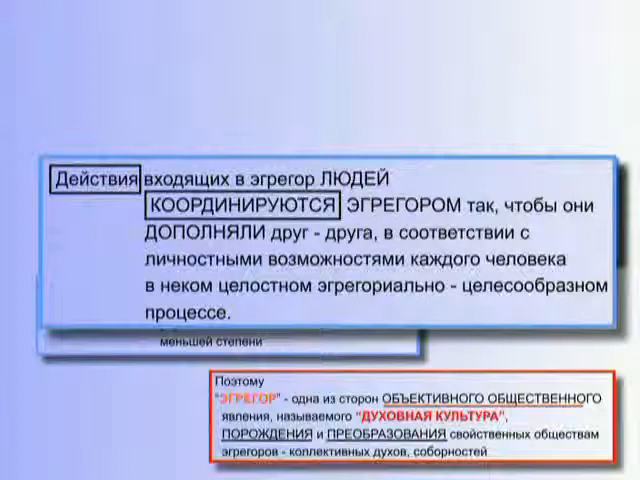 Действия входящих в эгрегор ЛЮДЕЙ
КООРДИНИРУЮТСЯ ЭГРЕГОРОМ так, чтобы они
ДОПОЛНЯЛИ друг - друга, в соответствии с
личностными возможностями каждого человека
в неком целостном эгрегориально - целесообразном
процессе.
меньшей степени
Поэтому
"ЭГРЕГОР" - одна из сторон ОБЪЕКТИВНОГО ОБЩЕСТВЕННОГО
явления, называемого "ДУХОВНАЯ КУЛЬТУРА",
ПОРОЖДЕНИЯ и ПРЕОБРАЗОВАНИЯ свойственных обществам
эгрегоров - коллективных духов, соборностей